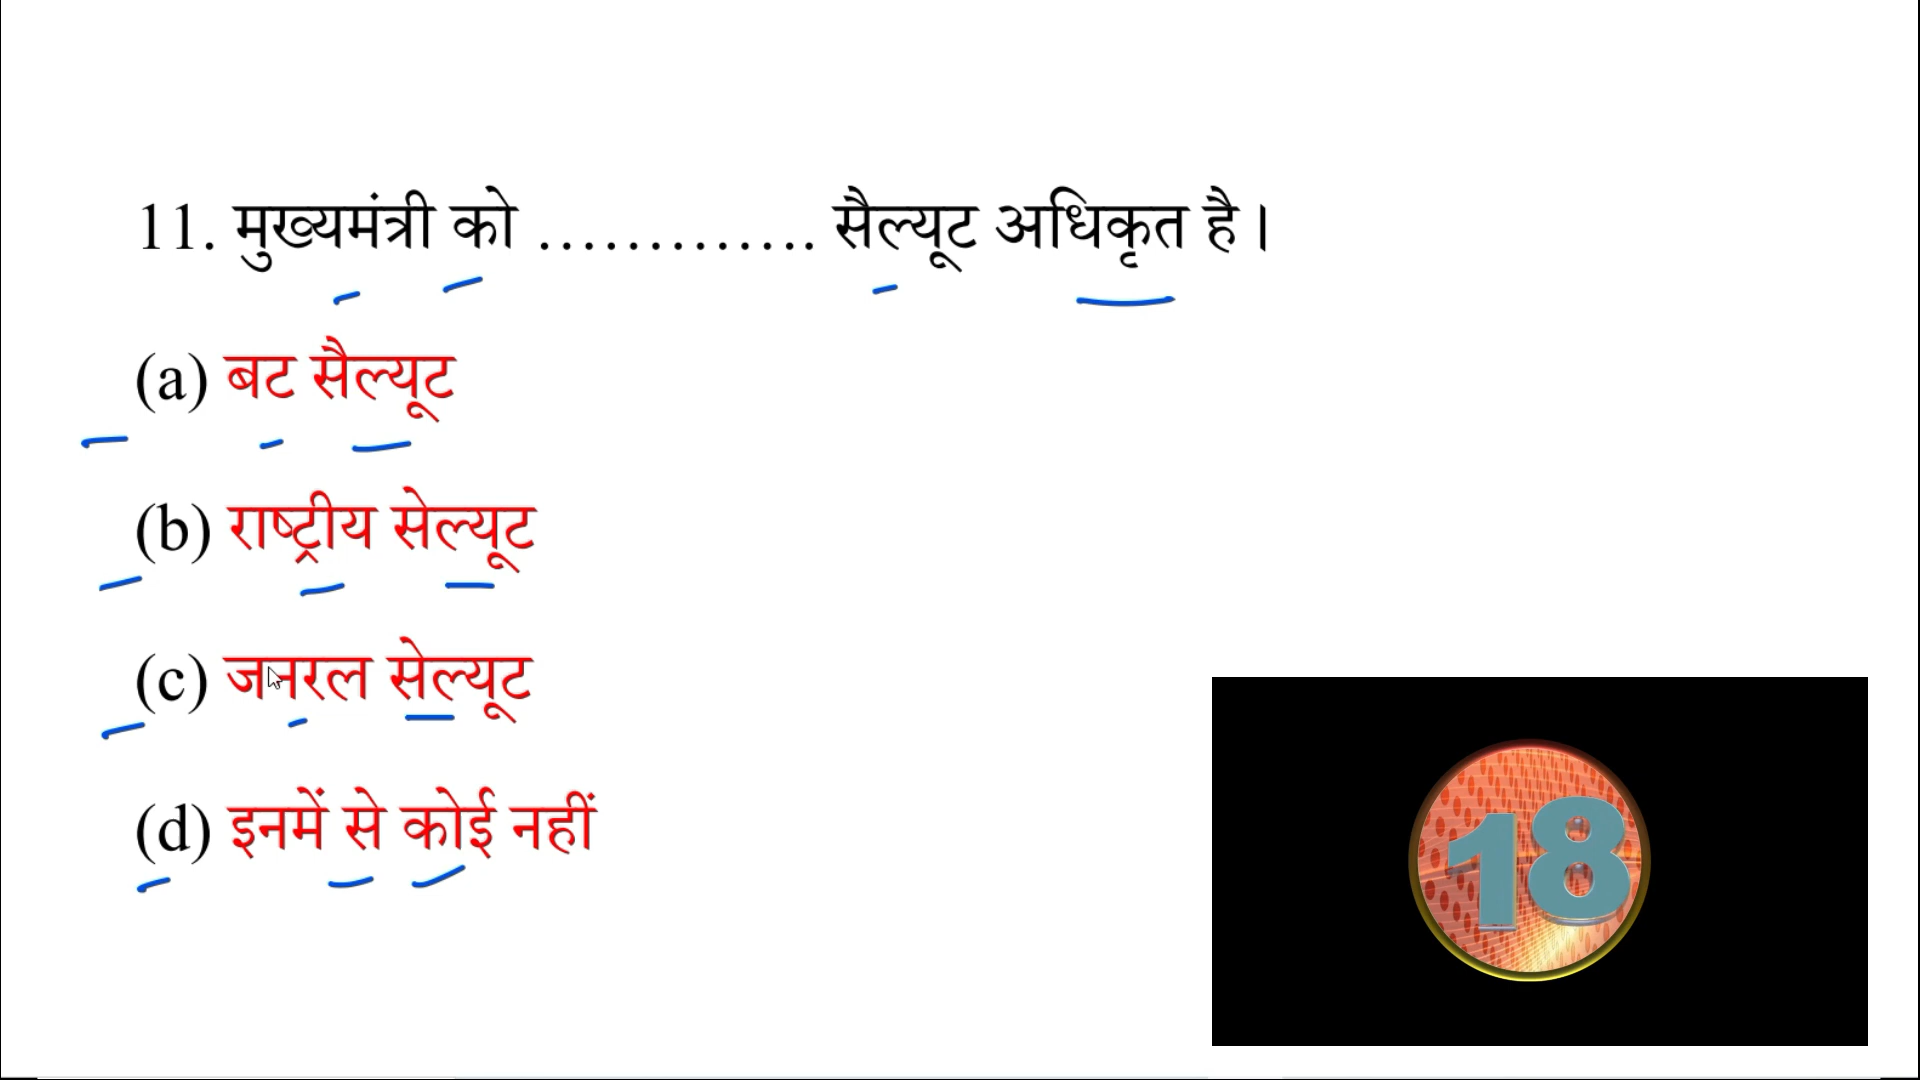 11. मुख्यमंत्री को ............. सैल्यूट अधिकृत है।
(a) बट सैल्यूट
(b) राष्ट्रीय सेल्यूट
(c) जनरल सेल्यूट
(d) इनमें से कोई नहीं
18